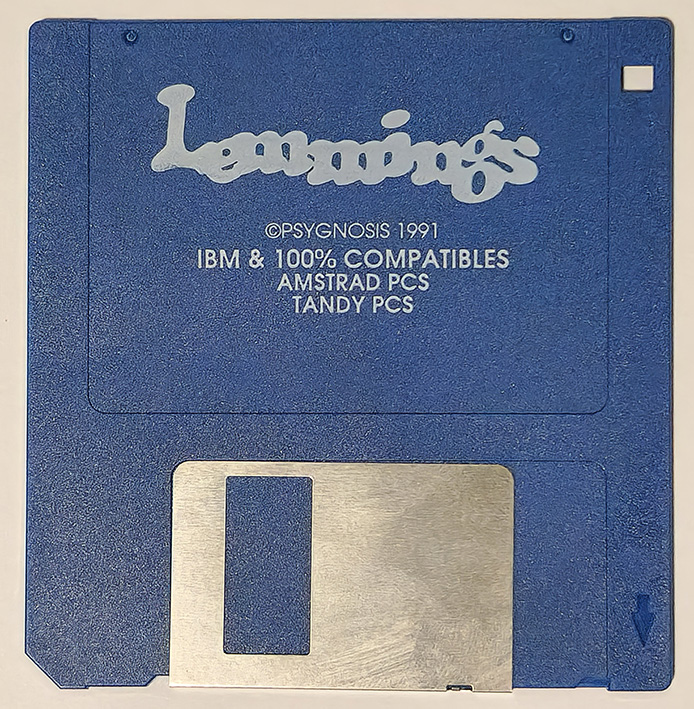 Lemmings
©PSYGNOSIS 1991
IBM & 100% COMPATIBLES
AMSTRAD PCS
TANDY PCS